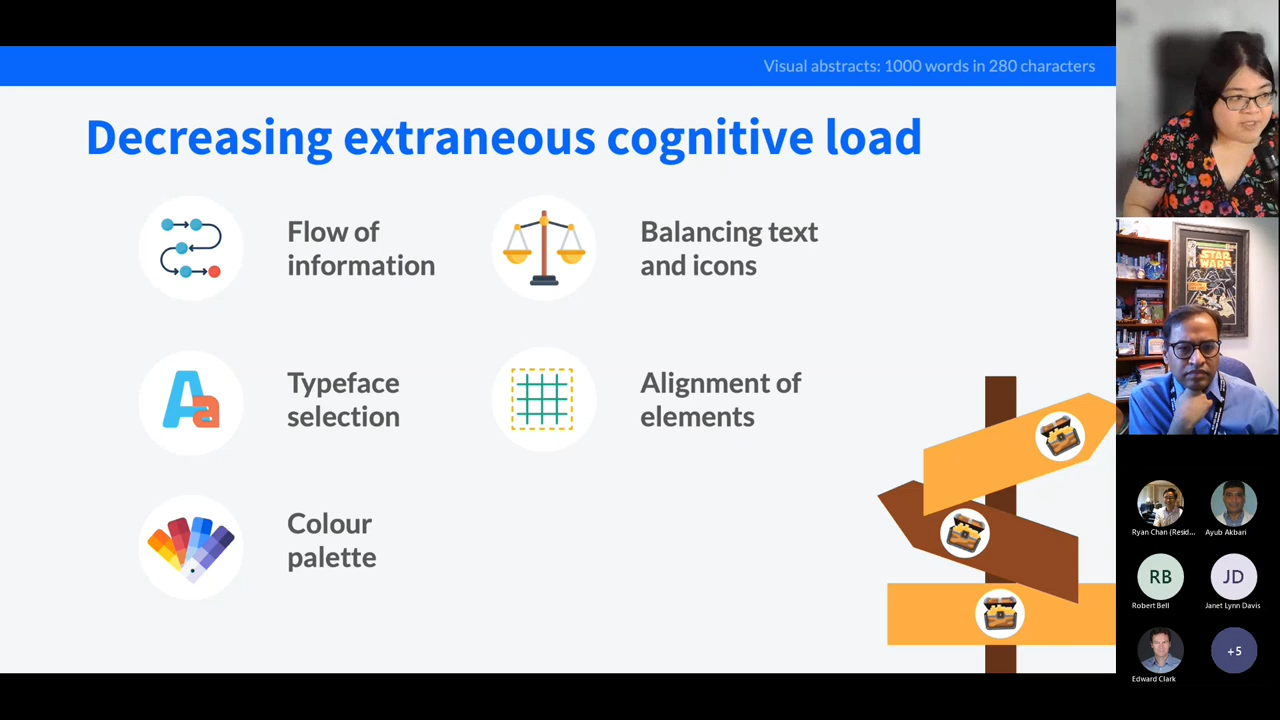 Visual abstracts: 1000 words in 280 characters
Decreasing extraneous cognitive load
Flow of
information
Balancing text
and icons
Typeface
selection
Alignment of
elements
Colour
palette
STAR
WARS
Ryan Chan (Resid...
Ayub Akbari
RB
JD
Robert Bell
Janet Lynn Davis
Edward Clark
+5